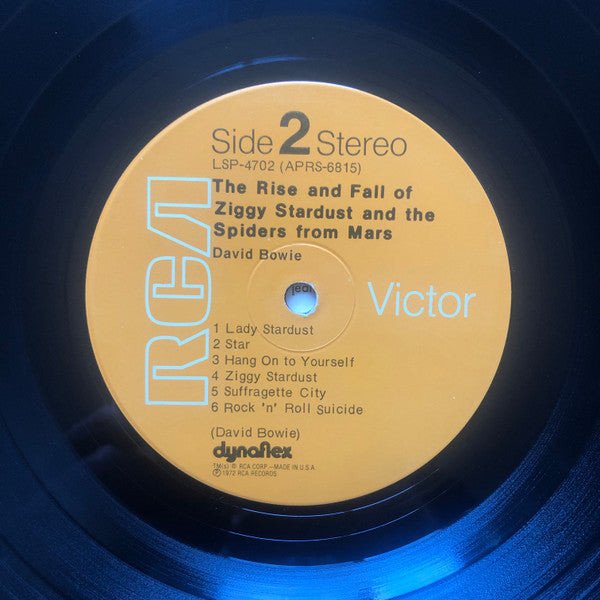 Side 2 Stereo
LSP-4702 (APRS-6815)
The Rise and Fall of
Ziggy Stardust and the
Spiders from Mars
David Bowie
RCA
Victor
1 Lady Stardust
2 Star
3 Hang On to Yourself
4 Ziggy Stardust
5 Suffragette City
6 Rock 'n' Roll Suicide
(David Bowie)
dynaflex
TM(s) ® RCA CORP.—MADE IN U.S.A
Ⓟ 1972 RCA RECORDS